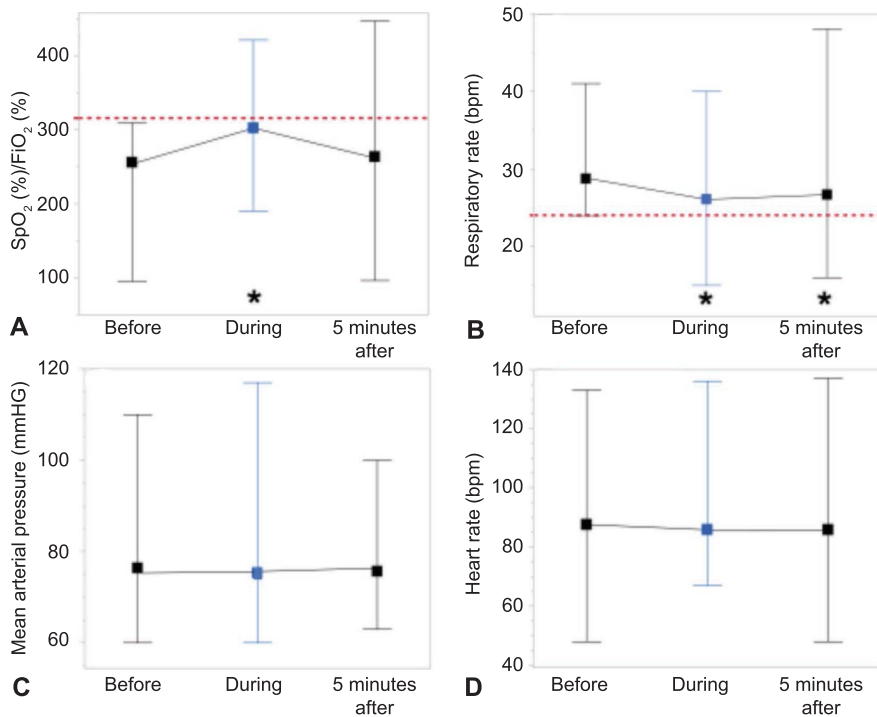 SpO2 (%)/FiO2 (%)
400
300
200
100
*
A
Before
During
5 minutes
after
Respiratory rate (bpm)
50
40
30
20
*
*
B
Before
During
5 minutes
after
Mean arterial pressure (mmHG)
120
100
80
60
C
Before
During
5 minutes
after
Heart rate (bpm)
140
120
100
80
60
40
D
Before
During
5 minutes
after